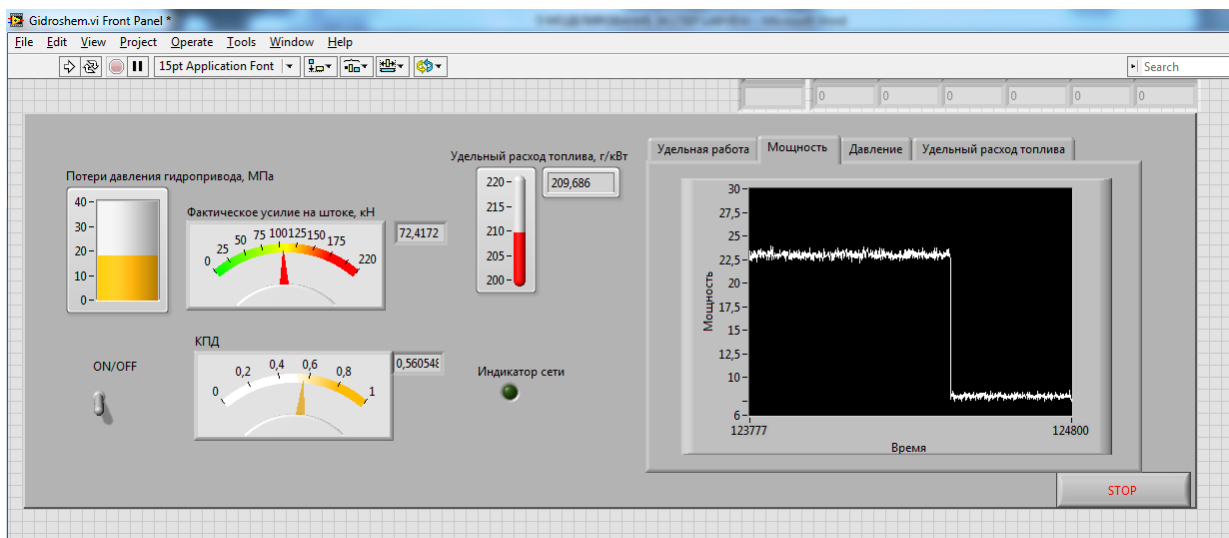 Gidroshem.vi Front Panel *
File Edit View Project Operate Tools Window Help
15pt Application Font
Search
0 0 0 0 0 0
Удельный расход топлива, г/кВт
220
215
210
205
200
209,686
Потери давления гидропривода, МПа
40
30
20
10
0
Фактическое усилие на штоке, кН
0 25 50 75 100 125 150 175 220
72,4172
КПД
0 0,2 0,4 0,6 0,8 1
0,560548
ON/OFF
Индикатор сети
Удельная работа Мощность Давление Удельный расход топлива
Мощность
30
27,5
25
22,5
20
17,5
15
12,5
10
6
123777 124800
Время
STOP